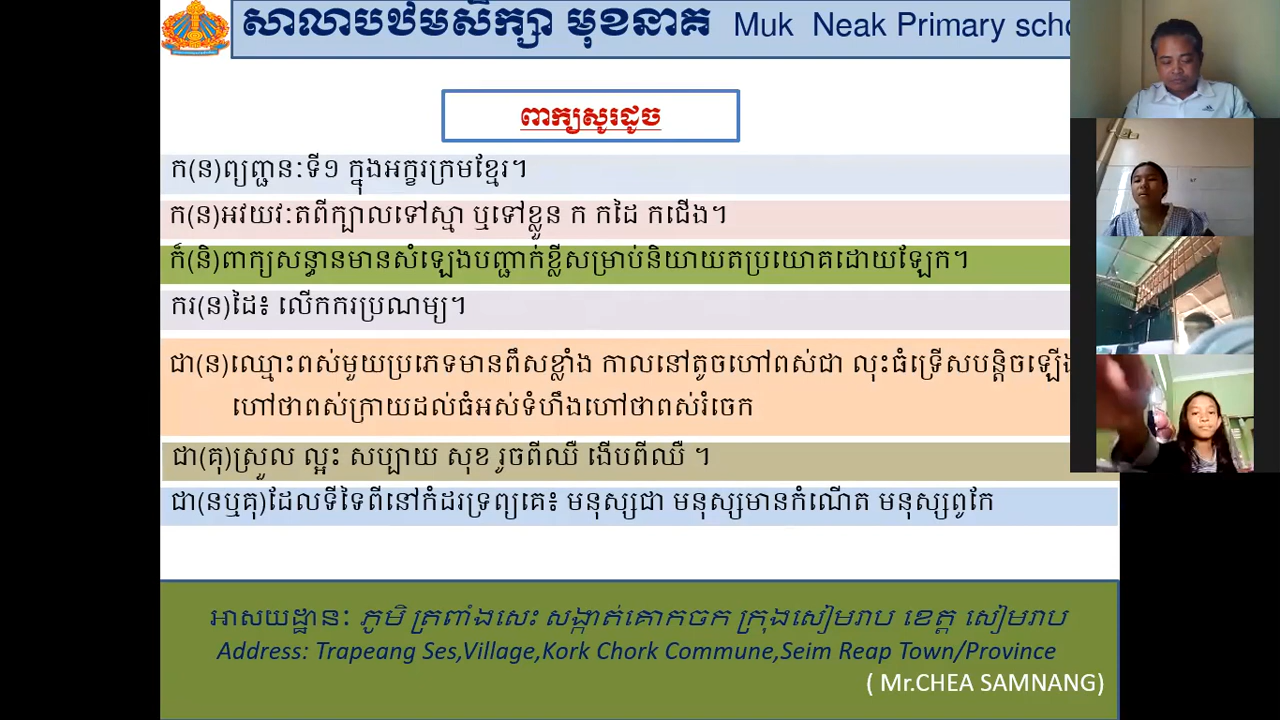 សាលាបឋមសិក្សា មុខនាគ Muk Neak Primary scho
ពាក្យសូរដូច
ក(ន)ព្យញ្ជនៈទី១ ក្នុងអក្ខរក្រមខ្មែរ។
ក(ន)អវយវៈតពីក្បាលទៅស្មា ឬទៅខ្លួន ក កដៃ កជើង។
ក៏(និ)ពាក្យសន្ធានមានសំឡេងបញ្ជាក់ខ្លីសម្រាប់និយាយតប្រយោគដោយឡែក។
ករ(ន)ដៃ៖ លើកករប្រណម្យ។
ជា(ន)ឈ្មោះពស់មួយប្រភេទមានពឹសខ្លាំង កាលនៅតូចហៅពស់ជា លុះធំទ្រើសបន្តិចឡើង
ហៅថាពស់ក្រាយដល់ធំអស់ទំហឹងហៅថាពស់រំចេក
ជា(គុ)ស្រួល ល្អះ សប្បាយ សុខ រួចពីឈឺ ងើបពីឈឺ ។
ជា(នឬគុ)ដែលទីទៃពីនៅកំដរទ្រព្យគេ៖ មនុស្សជា មនុស្សមានកំណើត មនុស្សពូកែ
អាសយដ្ឋានៈ ភូមិ ត្រពាំងសេះ សង្កាត់គោកចក ក្រុងសៀមរាប ខេត្ត សៀមរាប
Address: Trapeang Ses,Village,Kork Chork Commune,Seim Reap Town/Province
( Mr.CHEA SAMNANG)